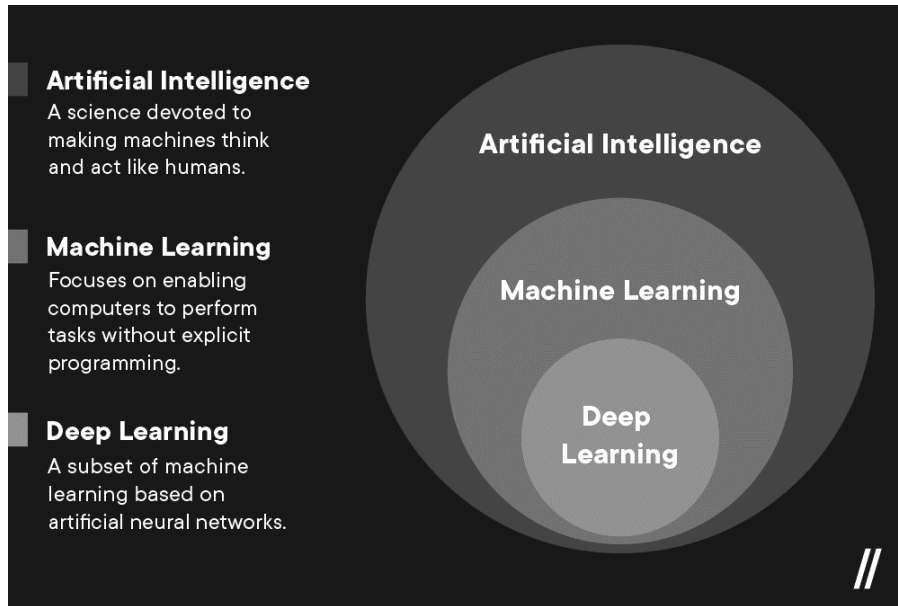 Artificial Intelligence
A science devoted to
making machines think
and act like humans.
Machine Learning
Focuses on enabling
computers to perform
tasks without explicit
programming.
Deep Learning
A subset of machine
learning based on
artificial neural networks.
Artificial Intelligence
Machine Learning
Deep
Learning
//